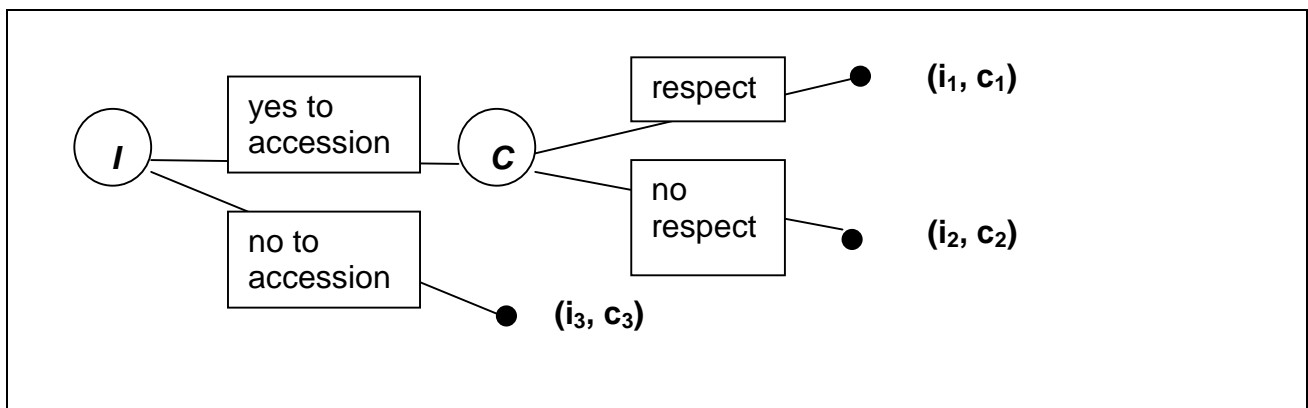 I
yes to
accession
C
respect
(i₁, c₁)
no
respect
(i₂, c₂)
no to
accession
(i₃, c₃)